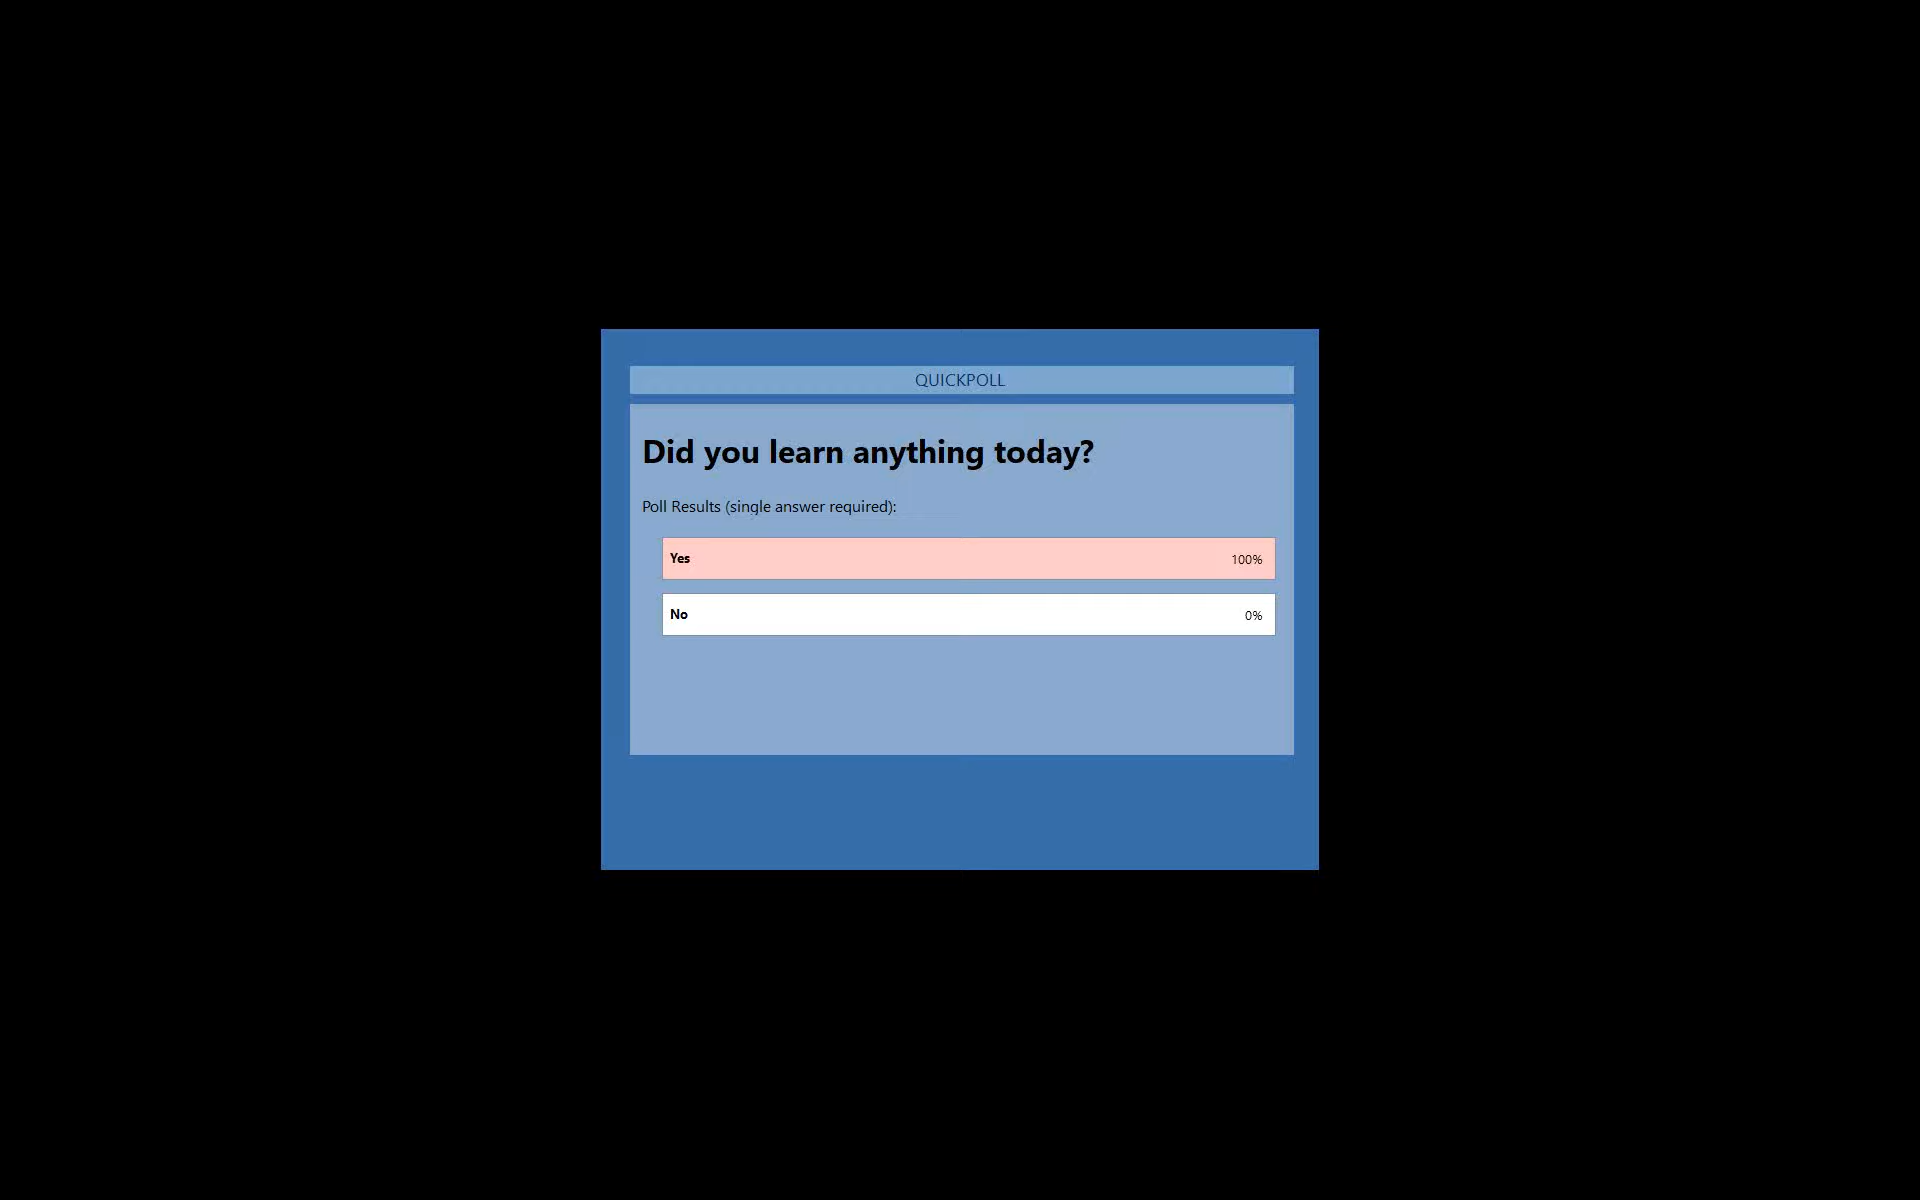 QUICKPOLL
Did you learn anything today?
Poll Results (single answer required):
Yes 100%
No 0%